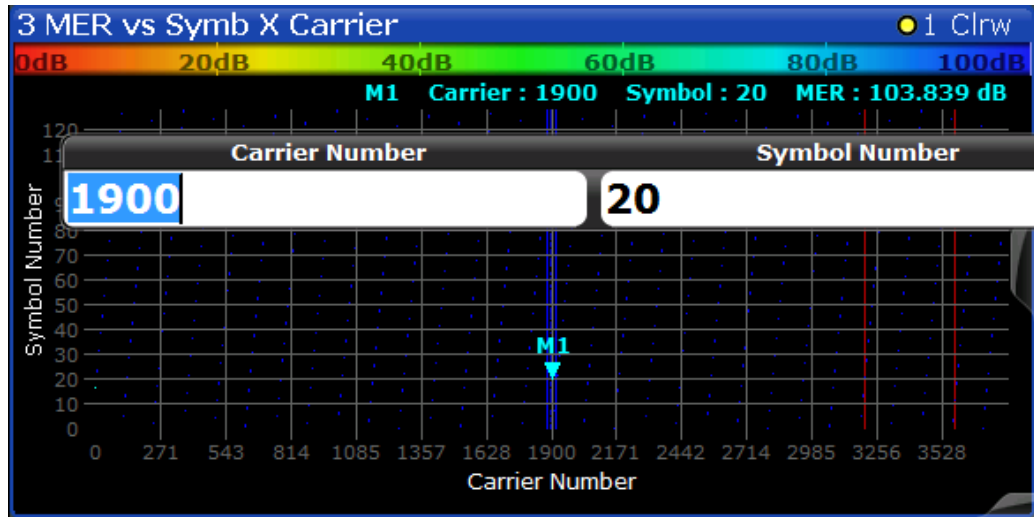 3 MER vs Symb X Carrier 1 Clrw
0dB 20dB 40dB 60dB 80dB 100dB
M1 Carrier : 1900 Symbol : 20 MER : 103.839 dB
120
Carrier Number Symbol Number
1900 20
80
70
60
50
40
30
20
10
0
Symbol Number
M1
0 271 543 814 1085 1357 1628 1900 2171 2442 2714 2985 3256 3528
Carrier Number